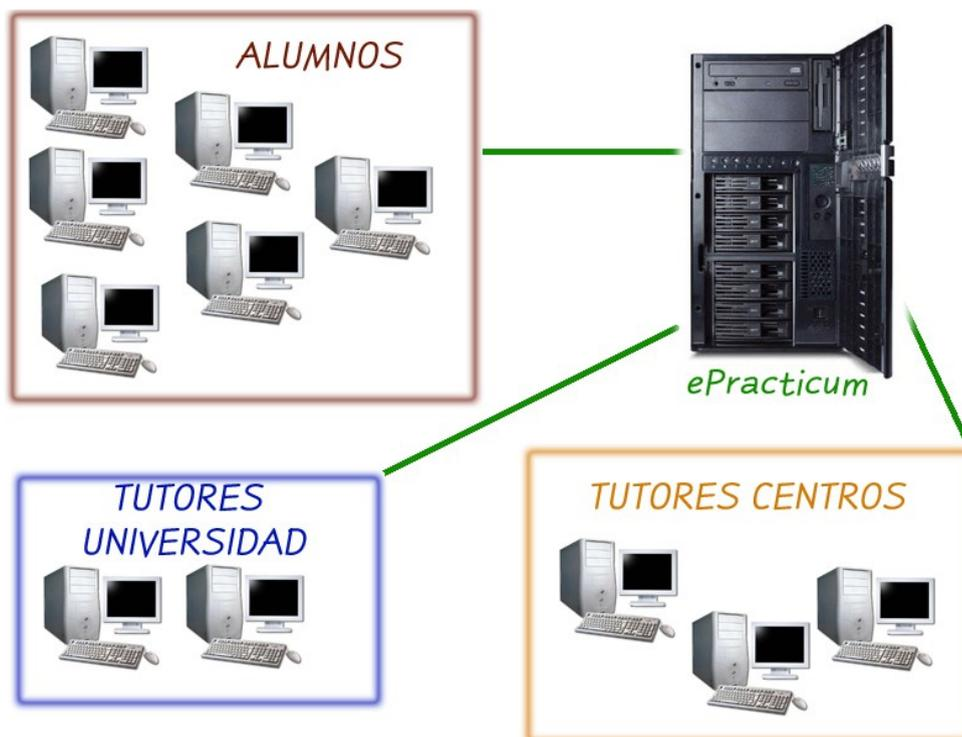 ALUMNOS
ePracticum
TUTORES
UNIVERSIDAD
TUTORES CENTROS